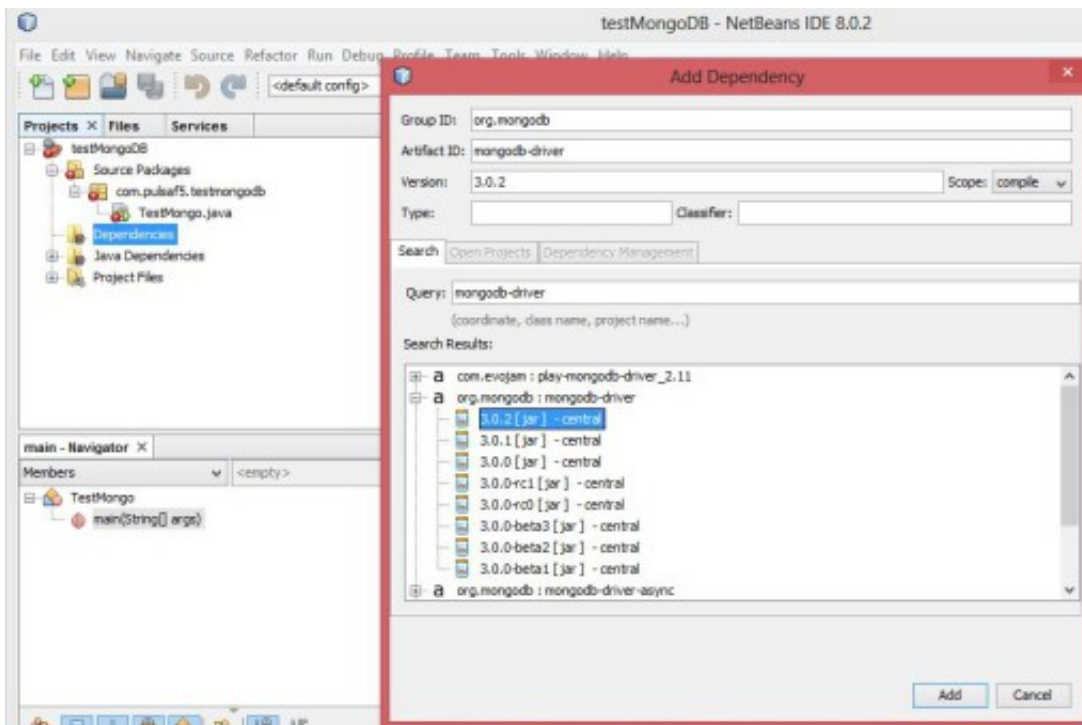 testMongoDB - NetBeans IDE 8.0.2
File Edit View Navigate Source Refactor Run Debug Profile Team Tools Window Help
<default config>
Projects Files Services
testMongoDB
Source Packages
com.pulsaf5.testmongodb
TestMongo.java
Dependencies
Java Dependencies
Project Files
main - Navigator
Members
<empty>
TestMongo
main(String[] args)
Add Dependency
Group ID: org.mongodb
Artifact ID: mongodb-driver
Version: 3.0.2 Scope: compile
Type: Classifier:
Search Open Projects Dependency Management
Query: mongodb-driver
(coordinate, class name, project name...)
Search Results:
a com.evojam : play-mongodb-driver_2.11
a org.mongodb : mongodb-driver
3.0.2 [jar] - central
3.0.1 [jar] - central
3.0.0 [jar] - central
3.0.0-rc1 [jar] - central
3.0.0-rc0 [jar] - central
3.0.0-beta3 [jar] - central
3.0.0-beta2 [jar] - central
3.0.0-beta1 [jar] - central
a org.mongodb : mongodb-driver-async
Add Cancel